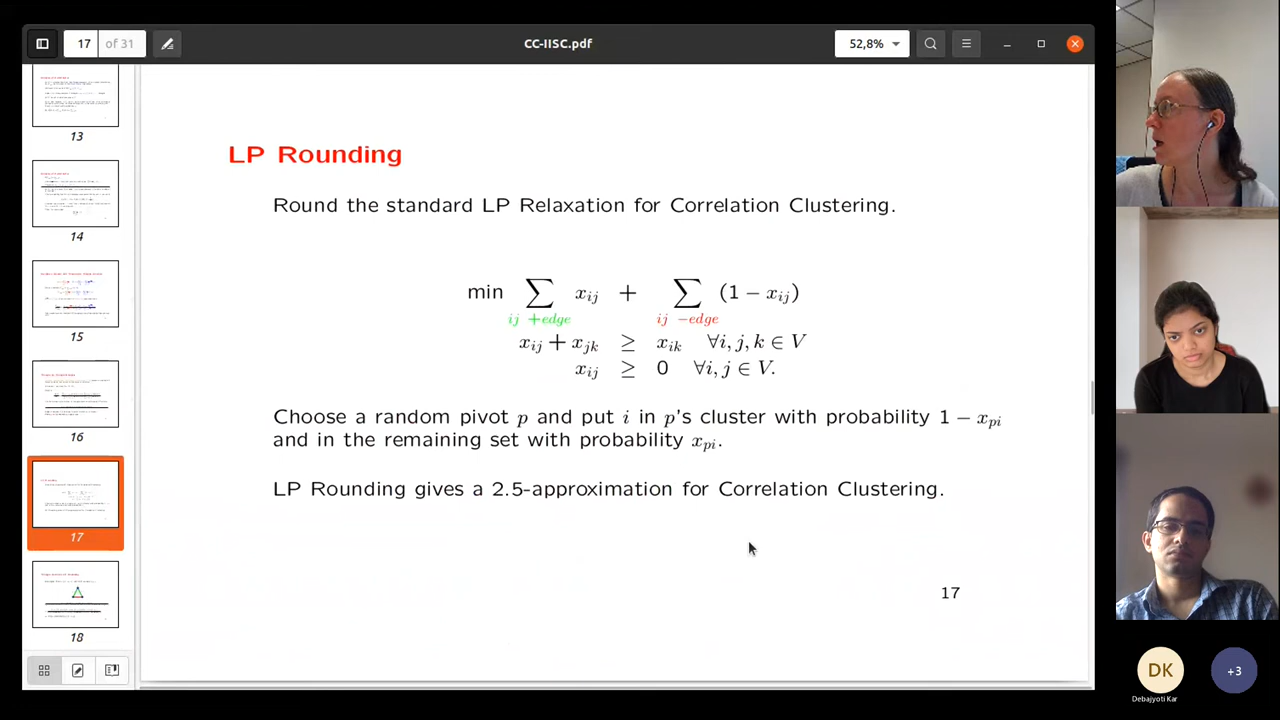 17 of 31
CC-IISC.pdf
52,8%
13
14
15
16
17
18
LP Rounding
Round the standard LP Relaxation for Correlation Clustering.
min ∑ x_ij + ∑ (1 − x_ij)
ij +edge ij −edge
x_ij + x_jk ≥ x_ik ∀i, j, k ∈ V
x_ij ≥ 0 ∀i, j ∈ V.
Choose a random pivot p and put i in p's cluster with probability 1 − x_pi
and in the remaining set with probability x_pi.
LP Rounding gives a 2.5-approximation for Correlation Clustering.
17
DK
+3
Debajyoti Kar